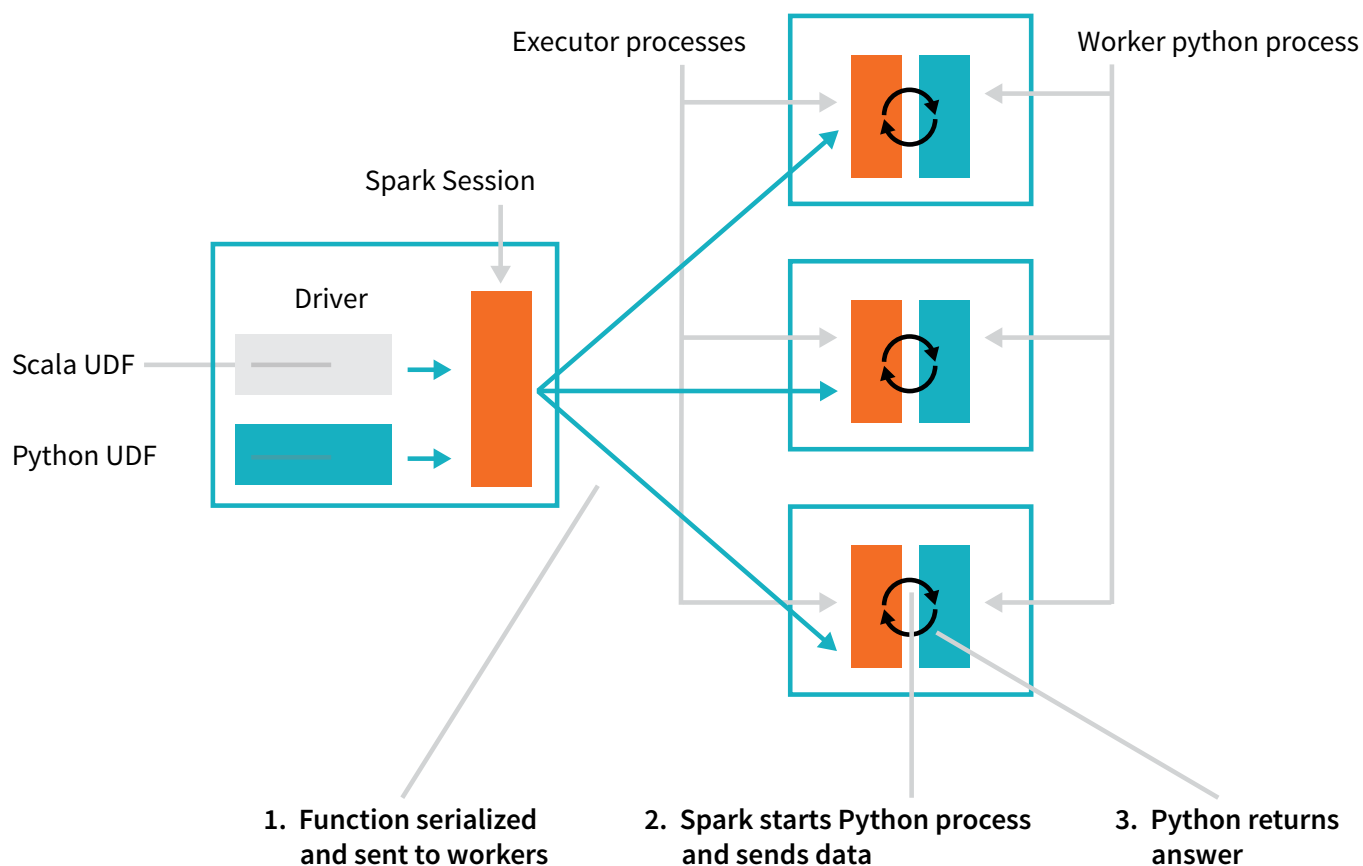 Executor processes
Worker python process
Spark Session
Driver
Scala UDF
Python UDF
1. Function serialized
and sent to workers
2. Spark starts Python process
and sends data
3. Python returns
answer